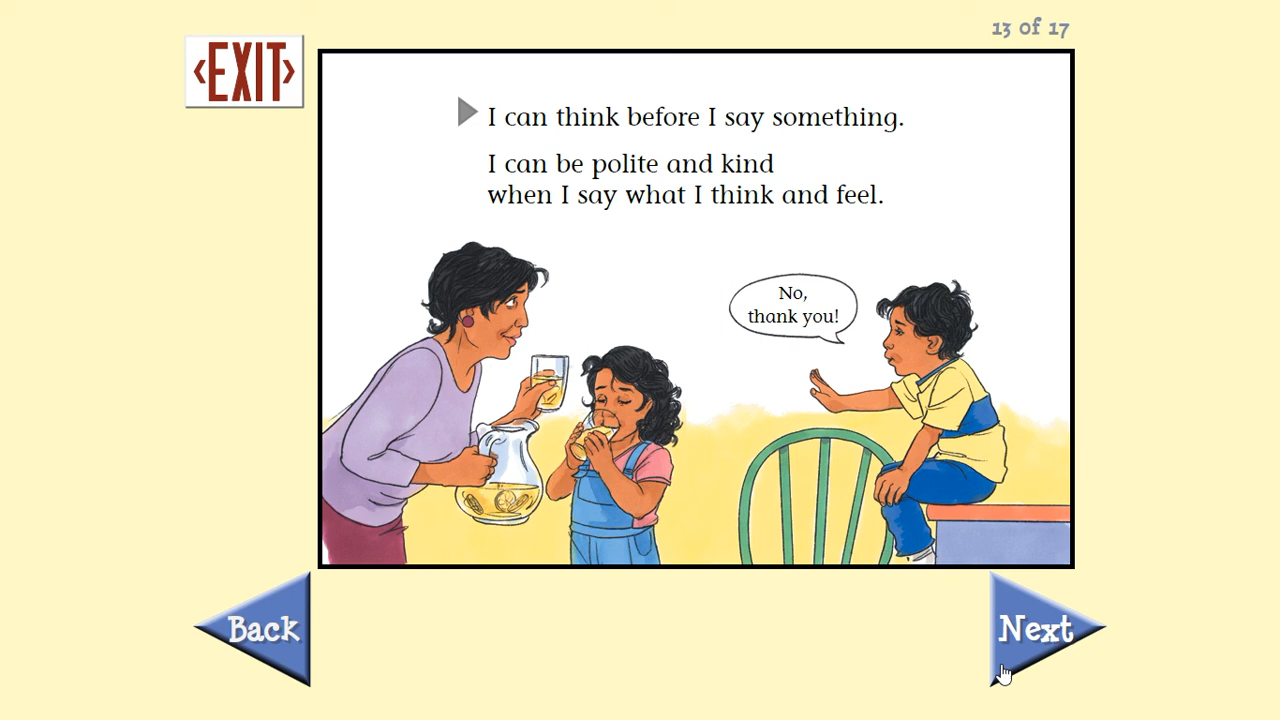 13 of 17
<EXIT>
I can think before I say something.
I can be polite and kind
when I say what I think and feel.
No,
thank you!
Back
Next